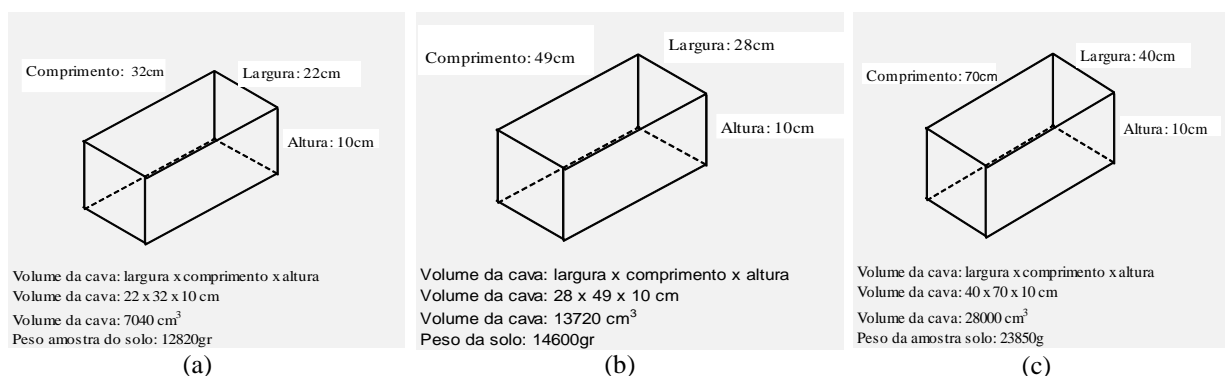 Comprimento: 32cm
Largura: 22cm
Altura: 10cm
Volume da cava: largura x comprimento x altura
Volume da cava: 22 x 32 x 10 cm
Volume da cava: 7040 cm³
Peso amostra do solo: 12820gr
(a)
Comprimento: 49cm
Largura: 28cm
Altura: 10cm
Volume da cava: largura x comprimento x altura
Volume da cava: 28 x 49 x 10 cm
Volume da cava: 13720 cm³
Peso da solo: 14600gr
(b)
Comprimento: 70cm
Largura: 40cm
Altura: 10cm
Volume da cava: largura x comprimento x altura
Volume da cava: 40 x 70 x 10 cm
Volume da cava: 28000 cm³
Peso da amostra solo: 23850g
(c)